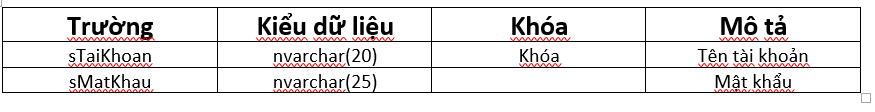 Trường Kiểu dữ liệu Khóa Mô tả
sTaiKhoan nvarchar(20) Khóa Tên tài khoản
sMatKhau nvarchar(25) Mật khẩu